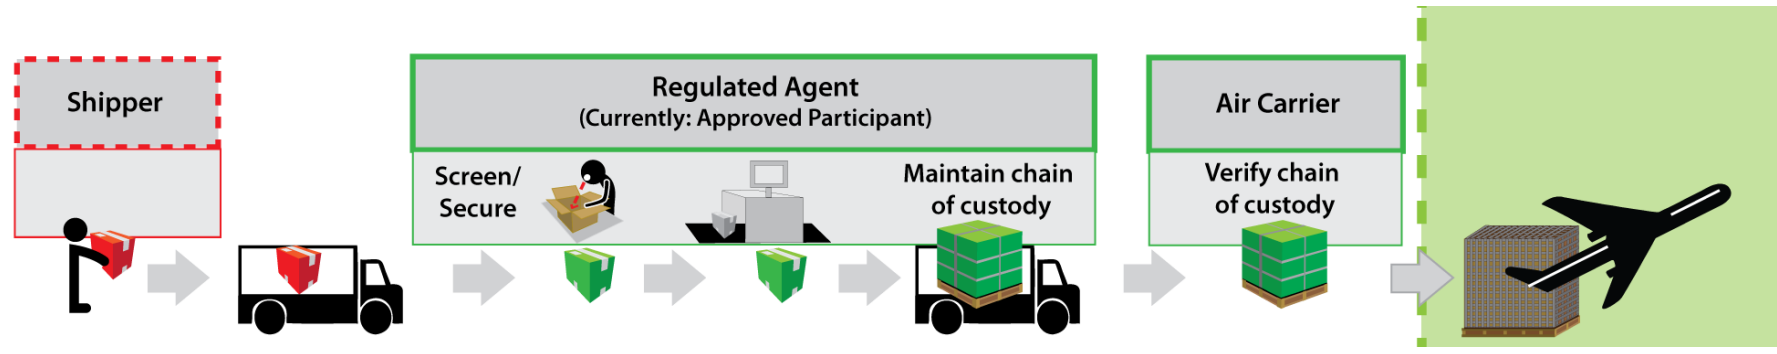 Shipper
Regulated Agent
(Currently: Approved Participant)
Air Carrier
Screen/
Secure
Maintain chain
of custody
Verify chain
of custody